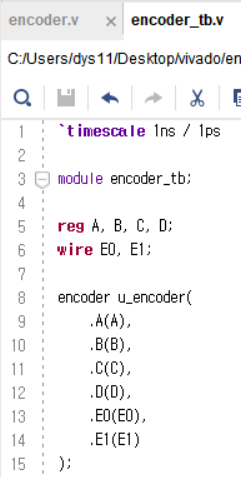 encoder.v × encoder_tb.v
C:/Users/dys11/Desktop/vivado/en
1 `timescale 1ns / 1ps
2
3 module encoder_tb;
4
5 reg A, B, C, D;
6 wire E0, E1;
7
8 encoder u_encoder(
9 .A(A),
10 .B(B),
11 .C(C),
12 .D(D),
13 .E0(E0),
14 .E1(E1)
15 );